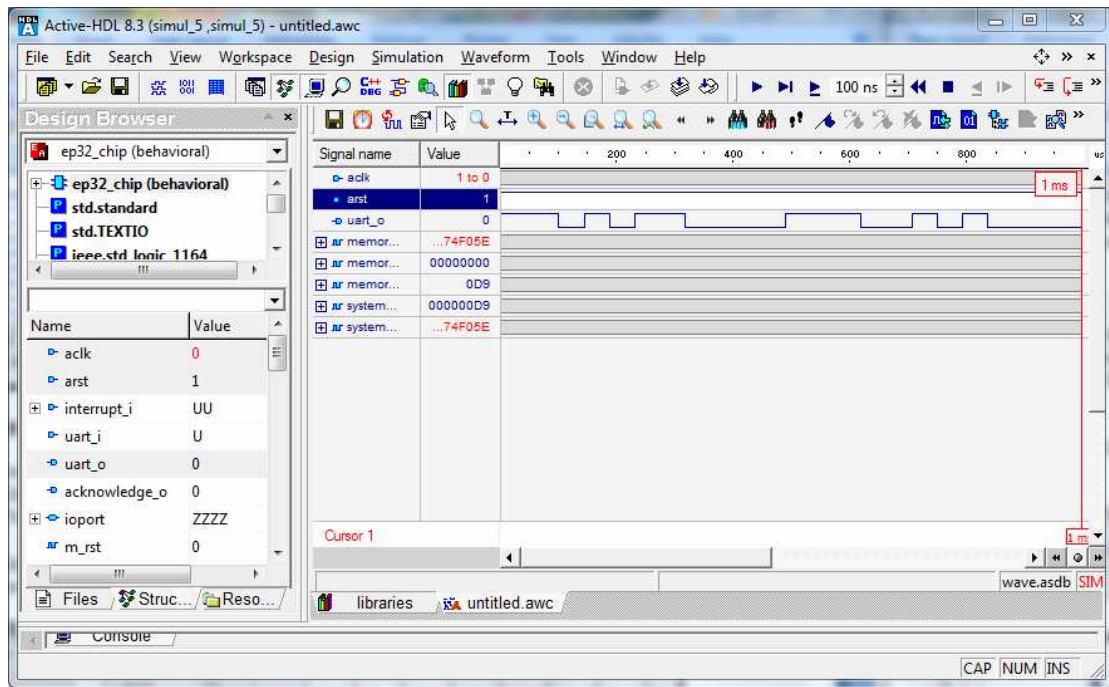 Active-HDL 8.3 (simul_5 ,simul_5) - untitled.awc
File Edit Search View Workspace Design Simulation Waveform Tools Window Help
100 ns
Design Browser
ep32_chip (behavioral)
ep32_chip (behavioral)
std.standard
std.TEXTIO
ieee.std_logic_1164
Name Value
aclk 0
arst 1
interrupt_i UU
uart_i U
uart_o 0
acknowledge_o 0
ioport ZZZZ
m_rst 0
Files Struc... Reso...
Signal name Value 200 400 600 800 us
aclk 1 to 0
1 ms
arst 1
uart_o 0
memor... ...74F05E
memor... 00000000
memor... 0D9
system... 000000D9
system... ...74F05E
Cursor 1
wave.asdb SIM
libraries untitled.awc
Console
CAP NUM INS